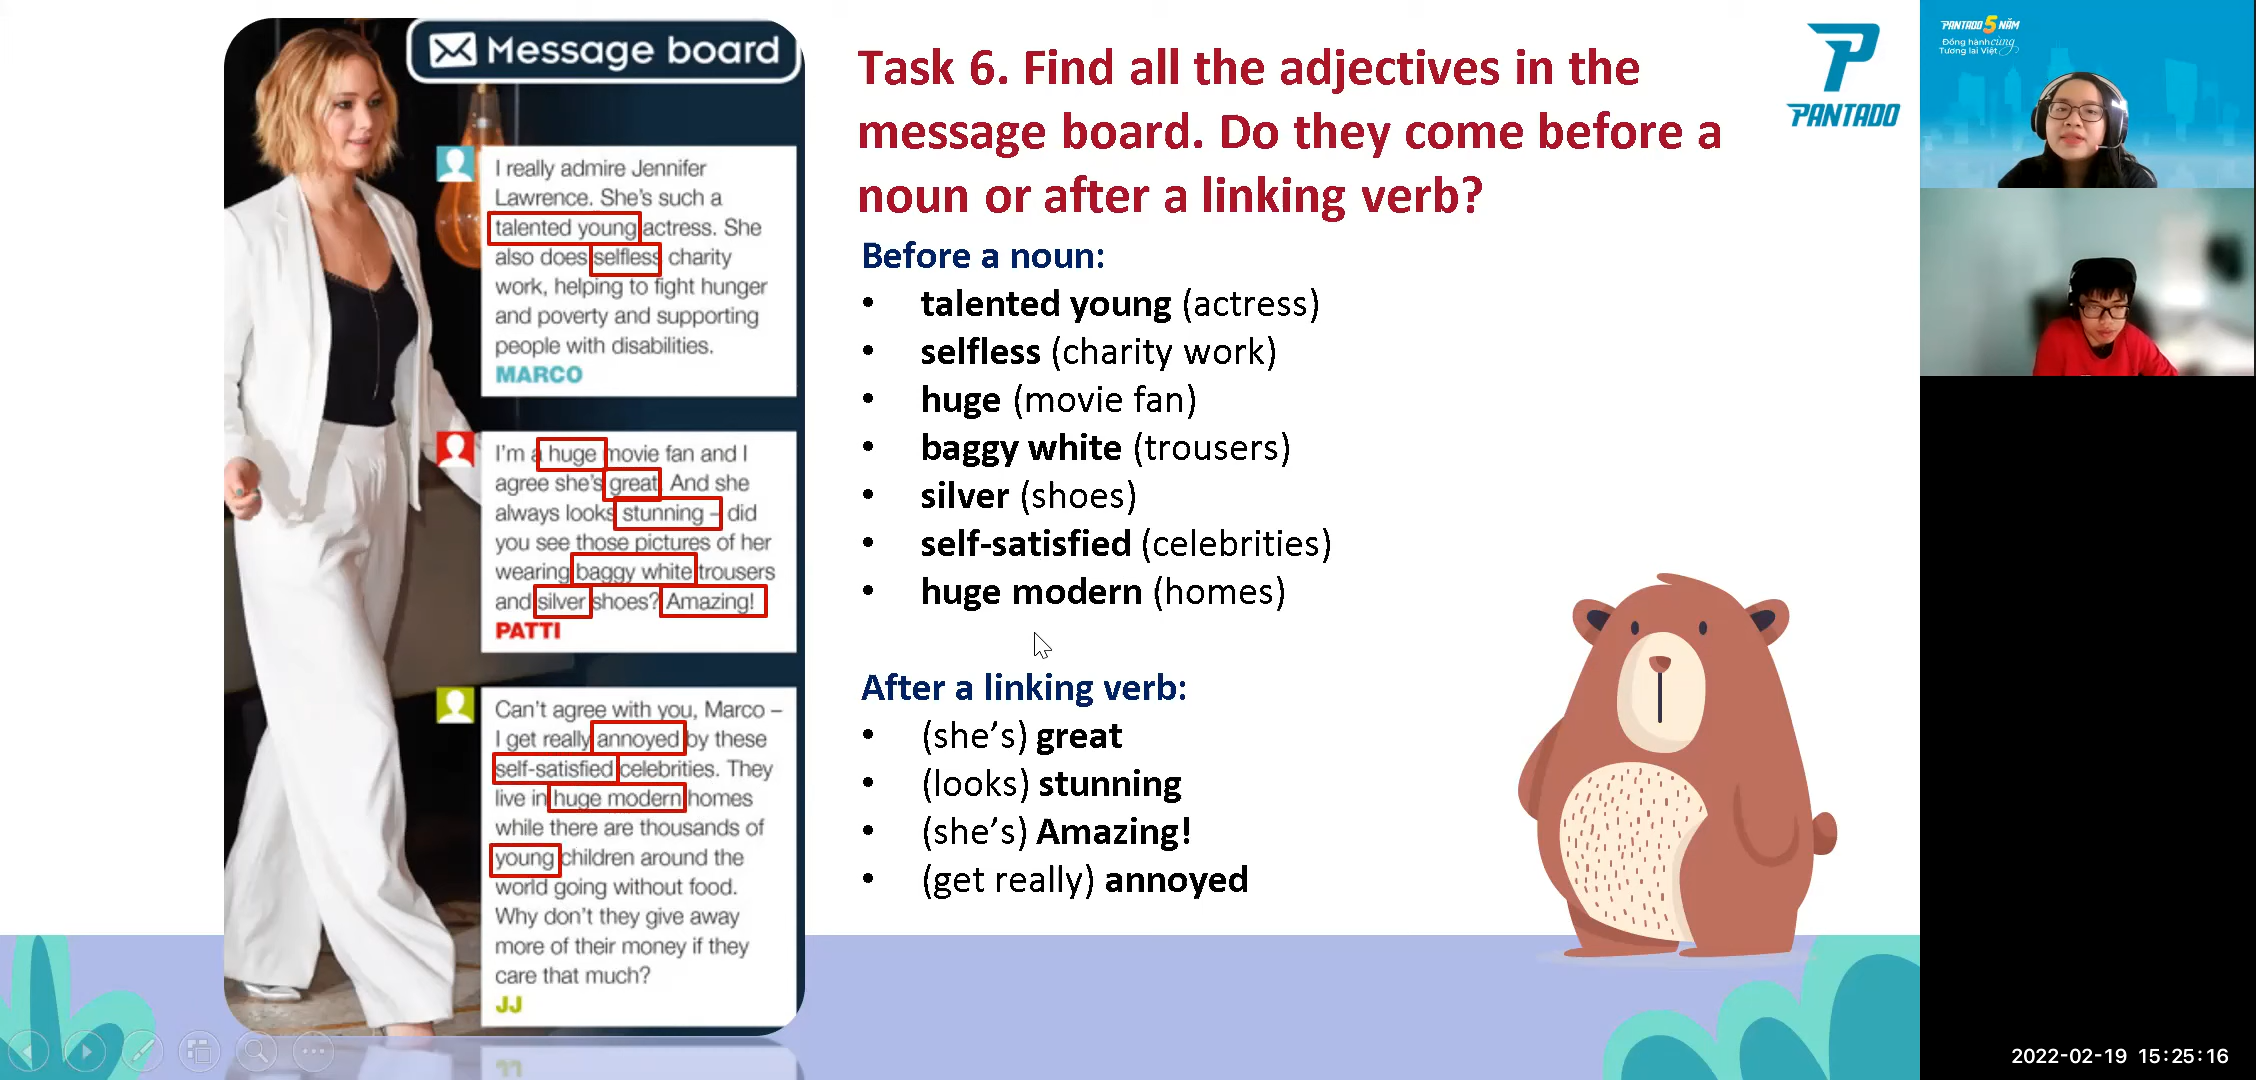 Message board
I really admire Jennifer
Lawrence. She's such a
talented young actress. She
also does selfless charity
work, helping to fight hunger
and poverty and supporting
people with disabilities.
MARCO
I'm a huge movie fan and I
agree she's great. And she
always looks stunning – did
you see those pictures of her
wearing baggy white trousers
and silver shoes? Amazing!
PATTI
Can't agree with you, Marco –
I get really annoyed by these
self-satisfied celebrities. They
live in huge modern homes
while there are thousands of
young children around the
world going without food.
Why don't they give away
more of their money if they
care that much?
JJ
Task 6. Find all the adjectives in the
message board. Do they come before a
noun or after a linking verb?
Before a noun:
• talented young (actress)
• selfless (charity work)
• huge (movie fan)
• baggy white (trousers)
• silver (shoes)
• self-satisfied (celebrities)
• huge modern (homes)
After a linking verb:
• (she's) great
• (looks) stunning
• (she's) Amazing!
• (get really) annoyed
PANTADO
PANTADO 5 NĂM
Đồng hành cùng
Tương lai Việt
2022-02-19 15:25:16